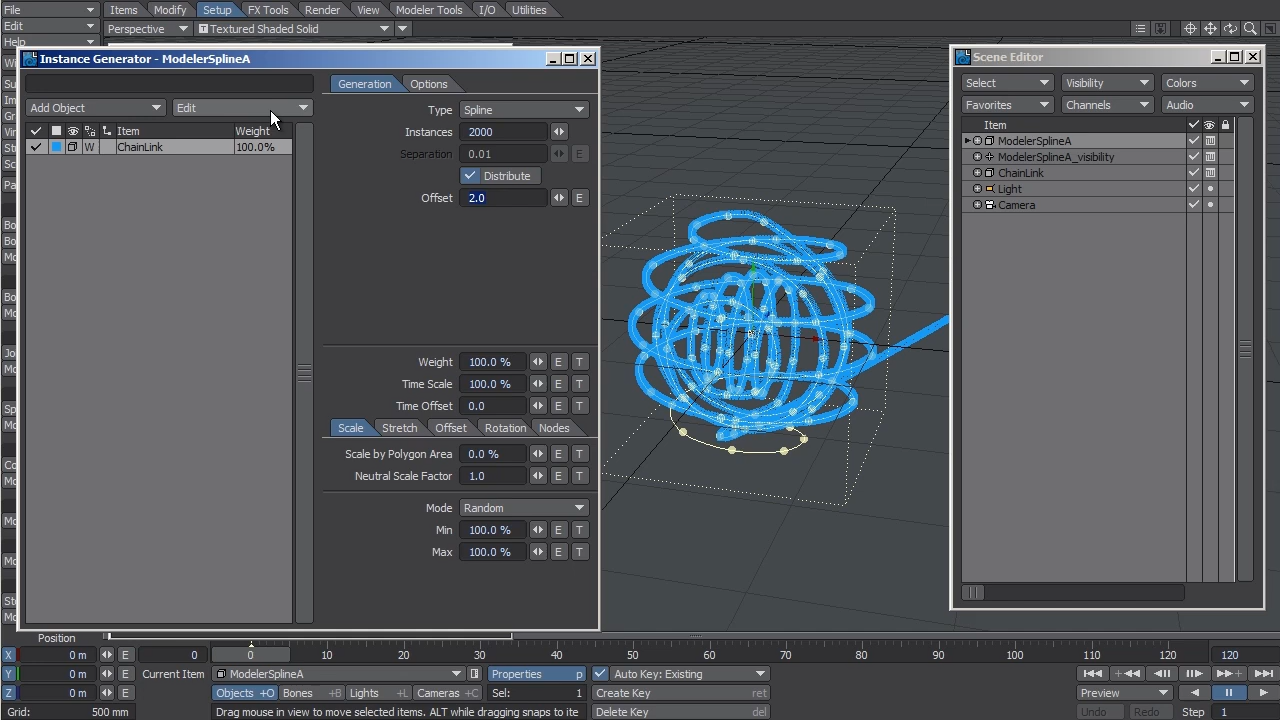 File
Items
Modify
Setup
FX Tools
Render
View
Modeler Tools
I/O
Utilities
Edit
Perspective
Textured Shaded Solid
Help
Instance Generator - ModelerSplineA
Add Object
Edit
Item
Weight
ChainLink
W
100.0%
Generation
Options
Type
Spline
Instances
2000
Separation
0.01
E
Distribute
Offset
2.0
E
Weight
100.0 %
E
T
Time Scale
100.0 %
E
T
Time Offset
0.0
E
T
Scale
Stretch
Offset
Rotation
Nodes
Scale by Polygon Area
0.0 %
E
T
Neutral Scale Factor
1.0
E
T
Mode
Random
Min
100.0 %
E
T
Max
100.0 %
E
T
Scene Editor
Select
Visibility
Colors
Favorites
Channels
Audio
Item
ModelerSplineA
ModelerSplineA_visibility
ChainLink
Light
Camera
Position
X
0 m
E
0
0
10
20
30
40
50
60
70
80
90
100
110
120
120
Y
0 m
E
Current Item
ModelerSplineA
Properties
p
Auto Key: Existing
Z
0 m
E
Objects
+O
Bones
+B
Lights
+L
Cameras
+C
Sel:
1
Create Key
ret
Preview
Grid:
500 mm
Drag mouse in view to move selected items. ALT while dragging snaps to ite
Delete Key
del
Undo
Redo
Step
1